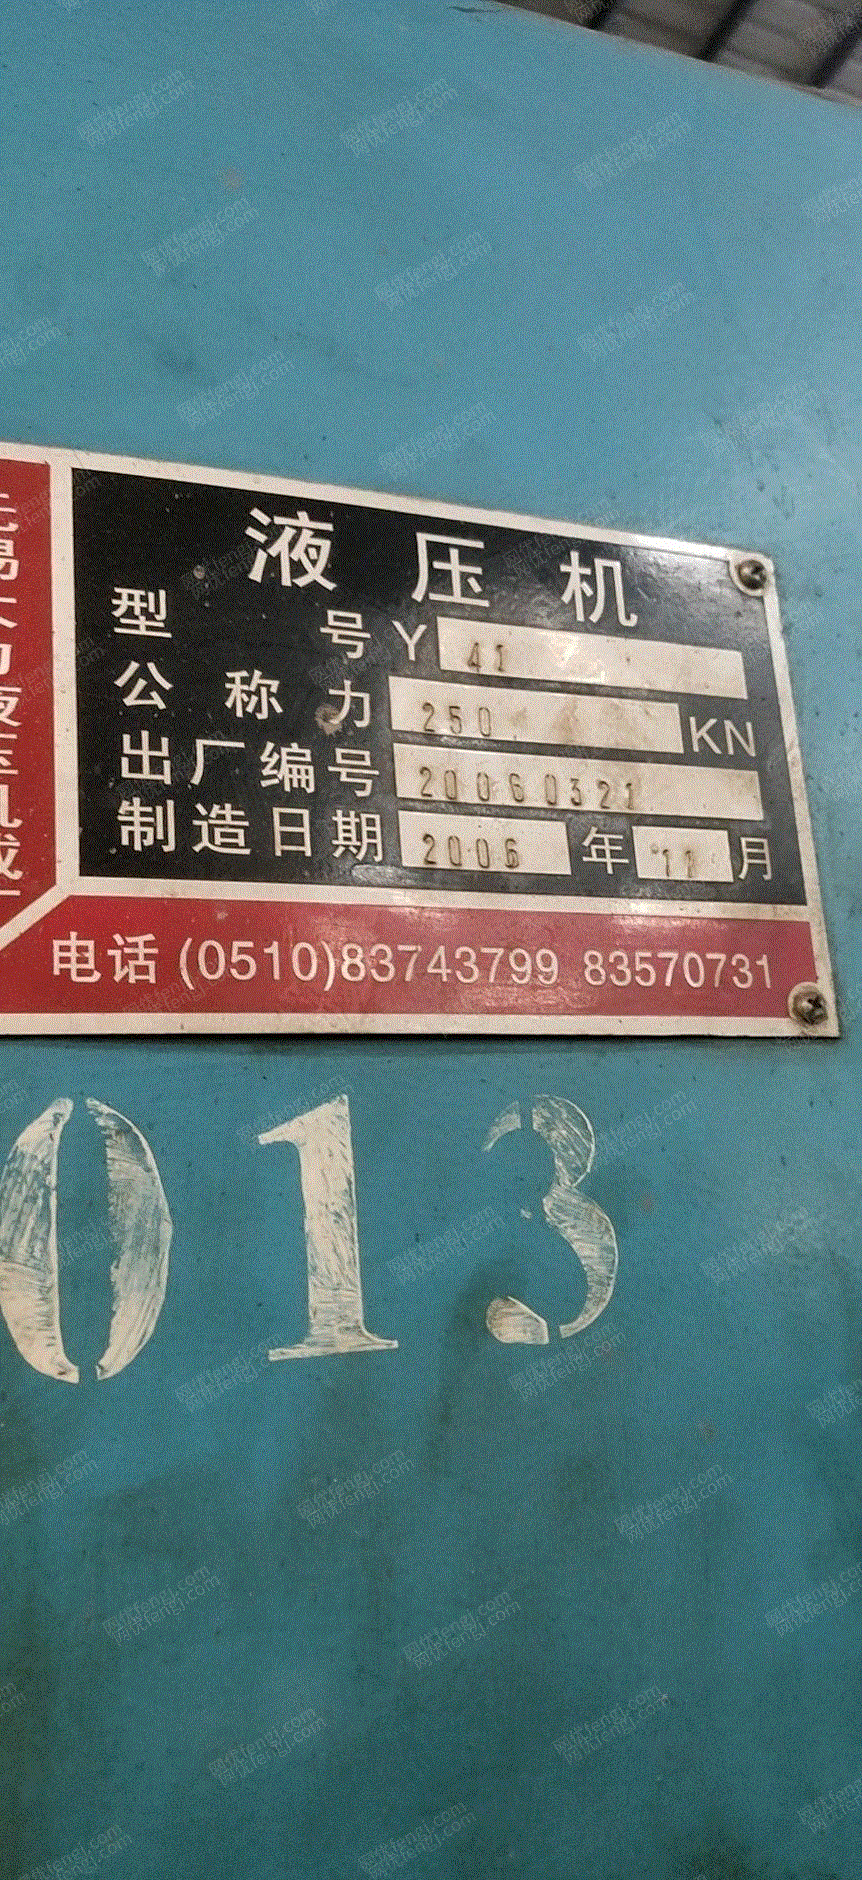 液压机
型号Y 41
公称力 250 KN
出厂编号 20060321
制造日期 2006 年 11 月
电话 (0510)83743799 83570731
013